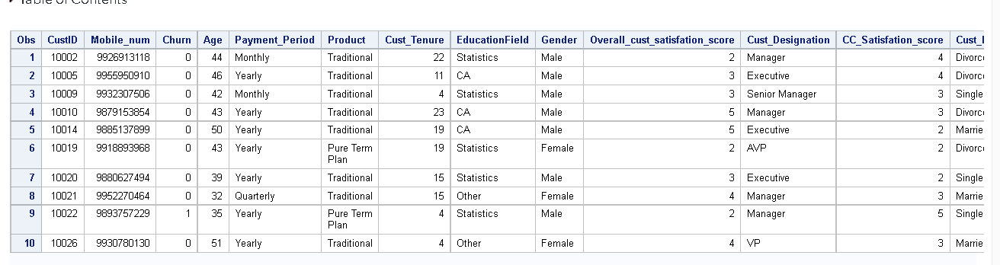 Table of Contents
Obs CustID Mobile_num Churn Age Payment_Period Product Cust_Tenure EducationField Gender Overall_cust_satisfation_score Cust_Designation CC_Satisfation_score
1 10002 9926913118 0 44 Monthly Traditional 22 Statistics Male 2 Manager 4
2 10005 9955950910 0 46 Yearly Traditional 11 CA Male 3 Executive 4
3 10009 9932307506 0 42 Monthly Traditional 4 Statistics Male 3 Senior Manager 3 Single
4 10010 9879153854 0 43 Yearly Traditional 23 CA Male 5 Manager 3
5 10014 9885137899 0 50 Yearly Traditional 19 CA Male 5 Executive 2 Marrie
6 10019 9918893968 0 43 Yearly Pure Term Statistics 19 Female 2 AVP 2
Plan
7 10020 9880627494 0 39 Yearly Traditional 15 Statistics Male 3 Executive 2 Single
8 10021 9952270464 0 32 Quarterly Traditional 15 Other Female 4 Manager 3 Marrie
9 10022 9893757229 1 35 Yearly Pure Term 4 Statistics Male 2 Manager 5 Single
Plan
10 10026 9930780130 0 51 Yearly Traditional 4 Other Female 4 VP 3 Marrie